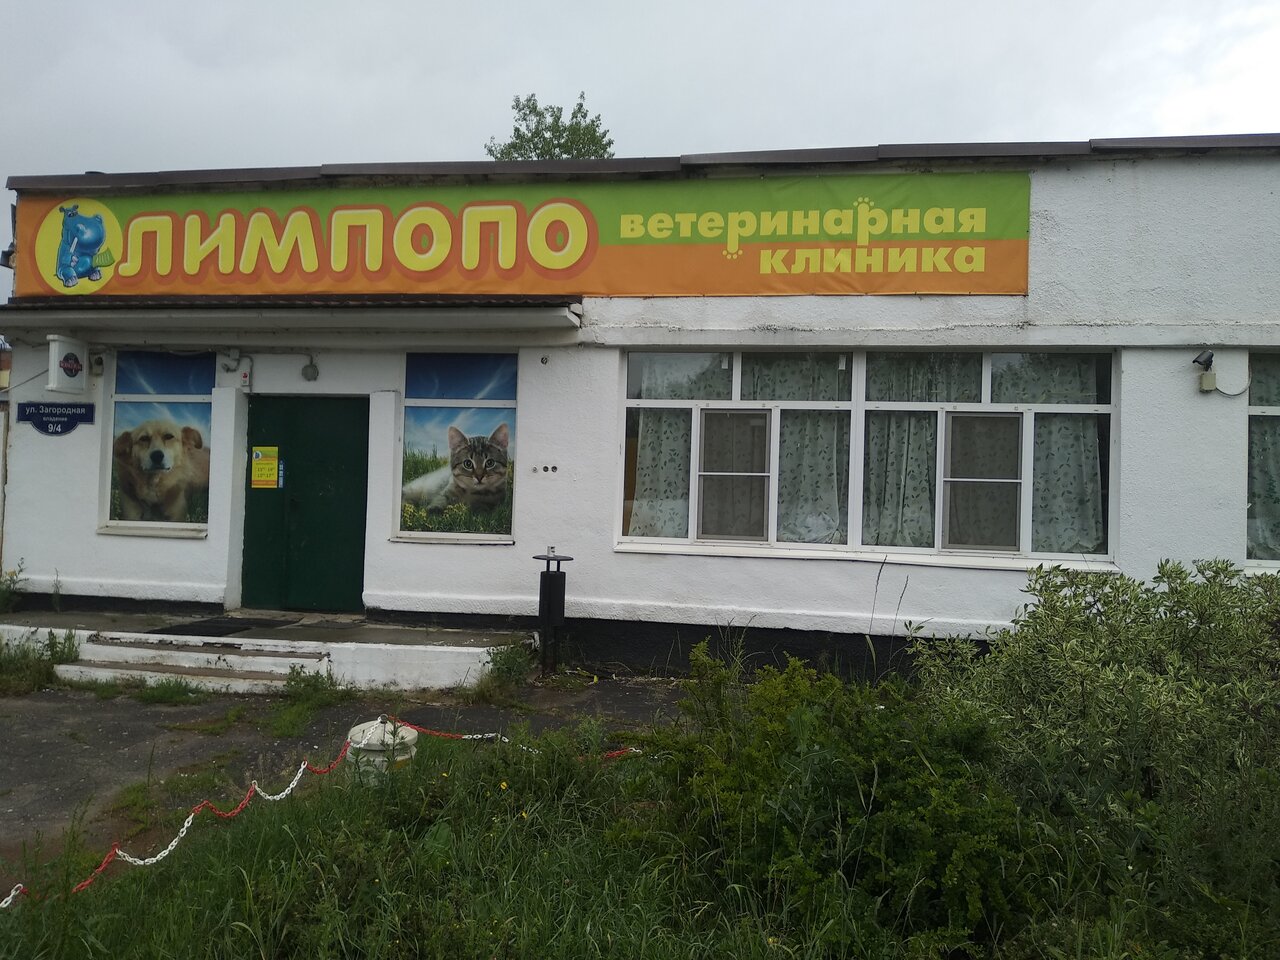 ЛИМПОПО
ветеринарная
клиника
ул. Загородная
владение
9/4